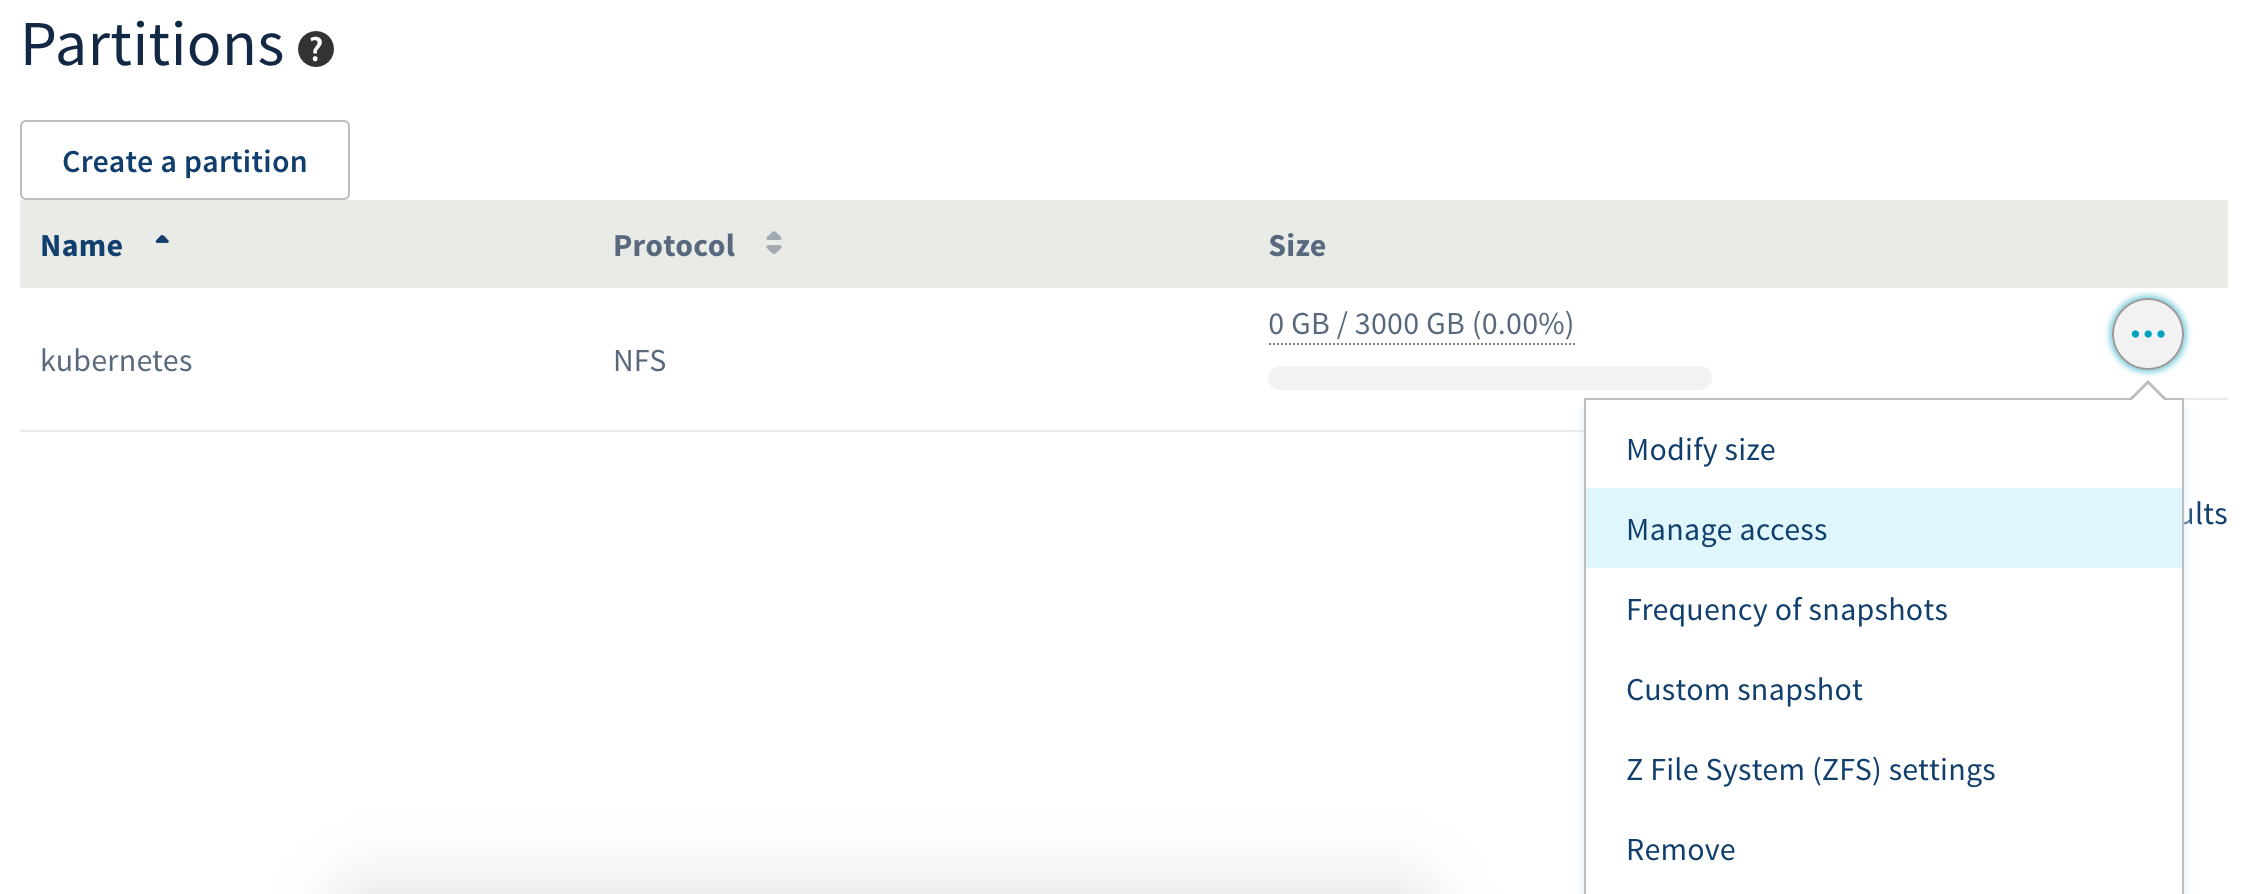 Partitions ?
Create a partition
Name Protocol Size
kubernetes NFS 0 GB / 3000 GB (0.00%)
Modify size
Manage access
Frequency of snapshots
Custom snapshot
Z File System (ZFS) settings
Remove